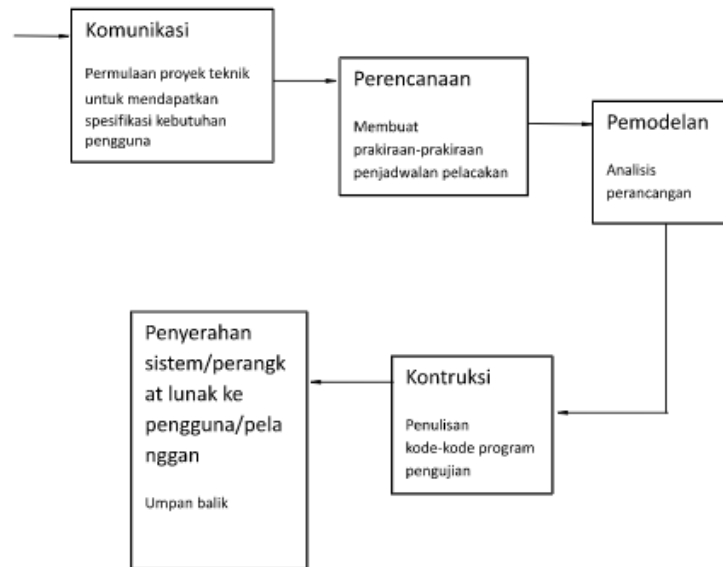 Komunikasi
Permulaan proyek teknik
untuk mendapatkan
spesifikasi kebutuhan
pengguna
Perencanaan
Membuat
prakiraan-prakiraan
penjadwalan pelacakan
Pemodelan
Analisis
perancangan
Kontruksi
Penulisan
kode-kode program
pengujian
Penyerahan
sistem/perangk
at lunak ke
pengguna/pela
nggan
Umpan balik